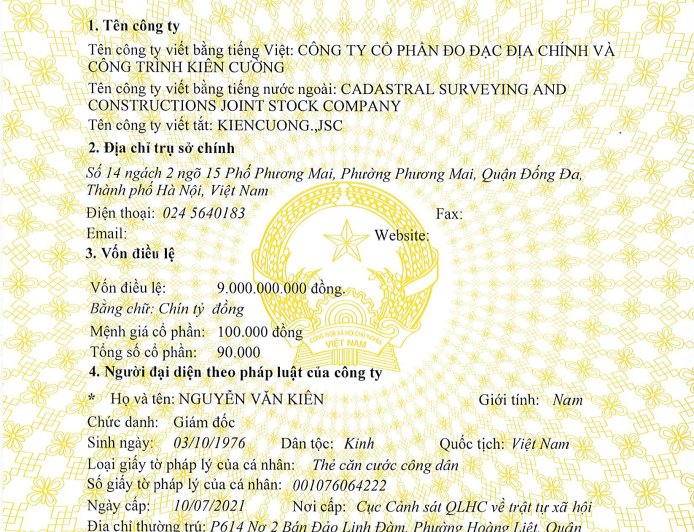 1. Tên công ty
Tên công ty viết bằng tiếng Việt: CÔNG TY CỔ PHẦN ĐO ĐẠC ĐỊA CHÍNH VÀ
CÔNG TRÌNH KIÊN CƯỜNG
Tên công ty viết bằng tiếng nước ngoài: CADASTRAL SURVEYING AND
CONSTRUCTIONS JOINT STOCK COMPANY
Tên công ty viết tắt: KIENCUONG.,JSC
2. Địa chỉ trụ sở chính
Số 14 ngách 2 ngõ 15 Phố Phương Mai, Phường Phương Mai, Quận Đống Đa,
Thành phố Hà Nội, Việt Nam
Điện thoại: 024 5640183 Fax:
Email: Website:
3. Vốn điều lệ
Vốn điều lệ: 9.000.000.000 đồng.
Bằng chữ: Chín tỷ đồng
Mệnh giá cổ phần: 100.000 đồng
CỘNG HÒA XÃ HỘI CHỦ NGHĨA
VIỆT NAM
Tổng số cổ phần: 90.000
4. Người đại diện theo pháp luật của công ty
* Họ và tên: NGUYỄN VĂN KIÊN Giới tính: Nam
Chức danh: Giám đốc
Sinh ngày: 03/10/1976 Dân tộc: Kinh Quốc tịch: Việt Nam
Loại giấy tờ pháp lý của cá nhân: Thẻ căn cước công dân
Số giấy tờ pháp lý của cá nhân: 001076064222
Ngày cấp: 10/07/2021 Nơi cấp: Cục Cảnh sát QLHC về trật tự xã hội
Địa chỉ thường trú: P614 Nơ 2 Bán Đảo Linh Đàm, Phường Hoàng Liệt, Quận